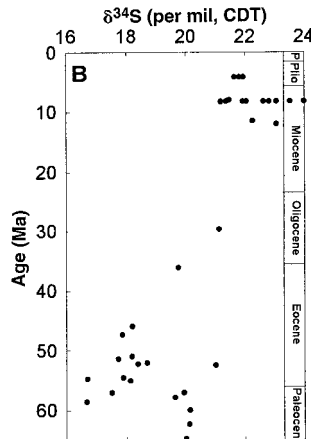 δ³⁴S (per mil, CDT)
16 18 20 22 24
B
0
10
20
30
40
50
60
Age (Ma)
P
Plio
Miocene
Oligocene
Eocene
Paleocen